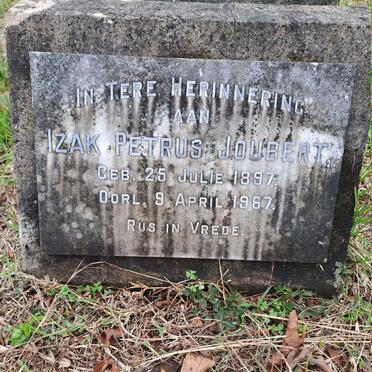 IN TERE HERINNERING
AAN
IZAK PETRUS JOUBERT,
GEB. 25 JULIE 1897,
OORL. 9 APRIL 1967.
RUS IN VREDE.